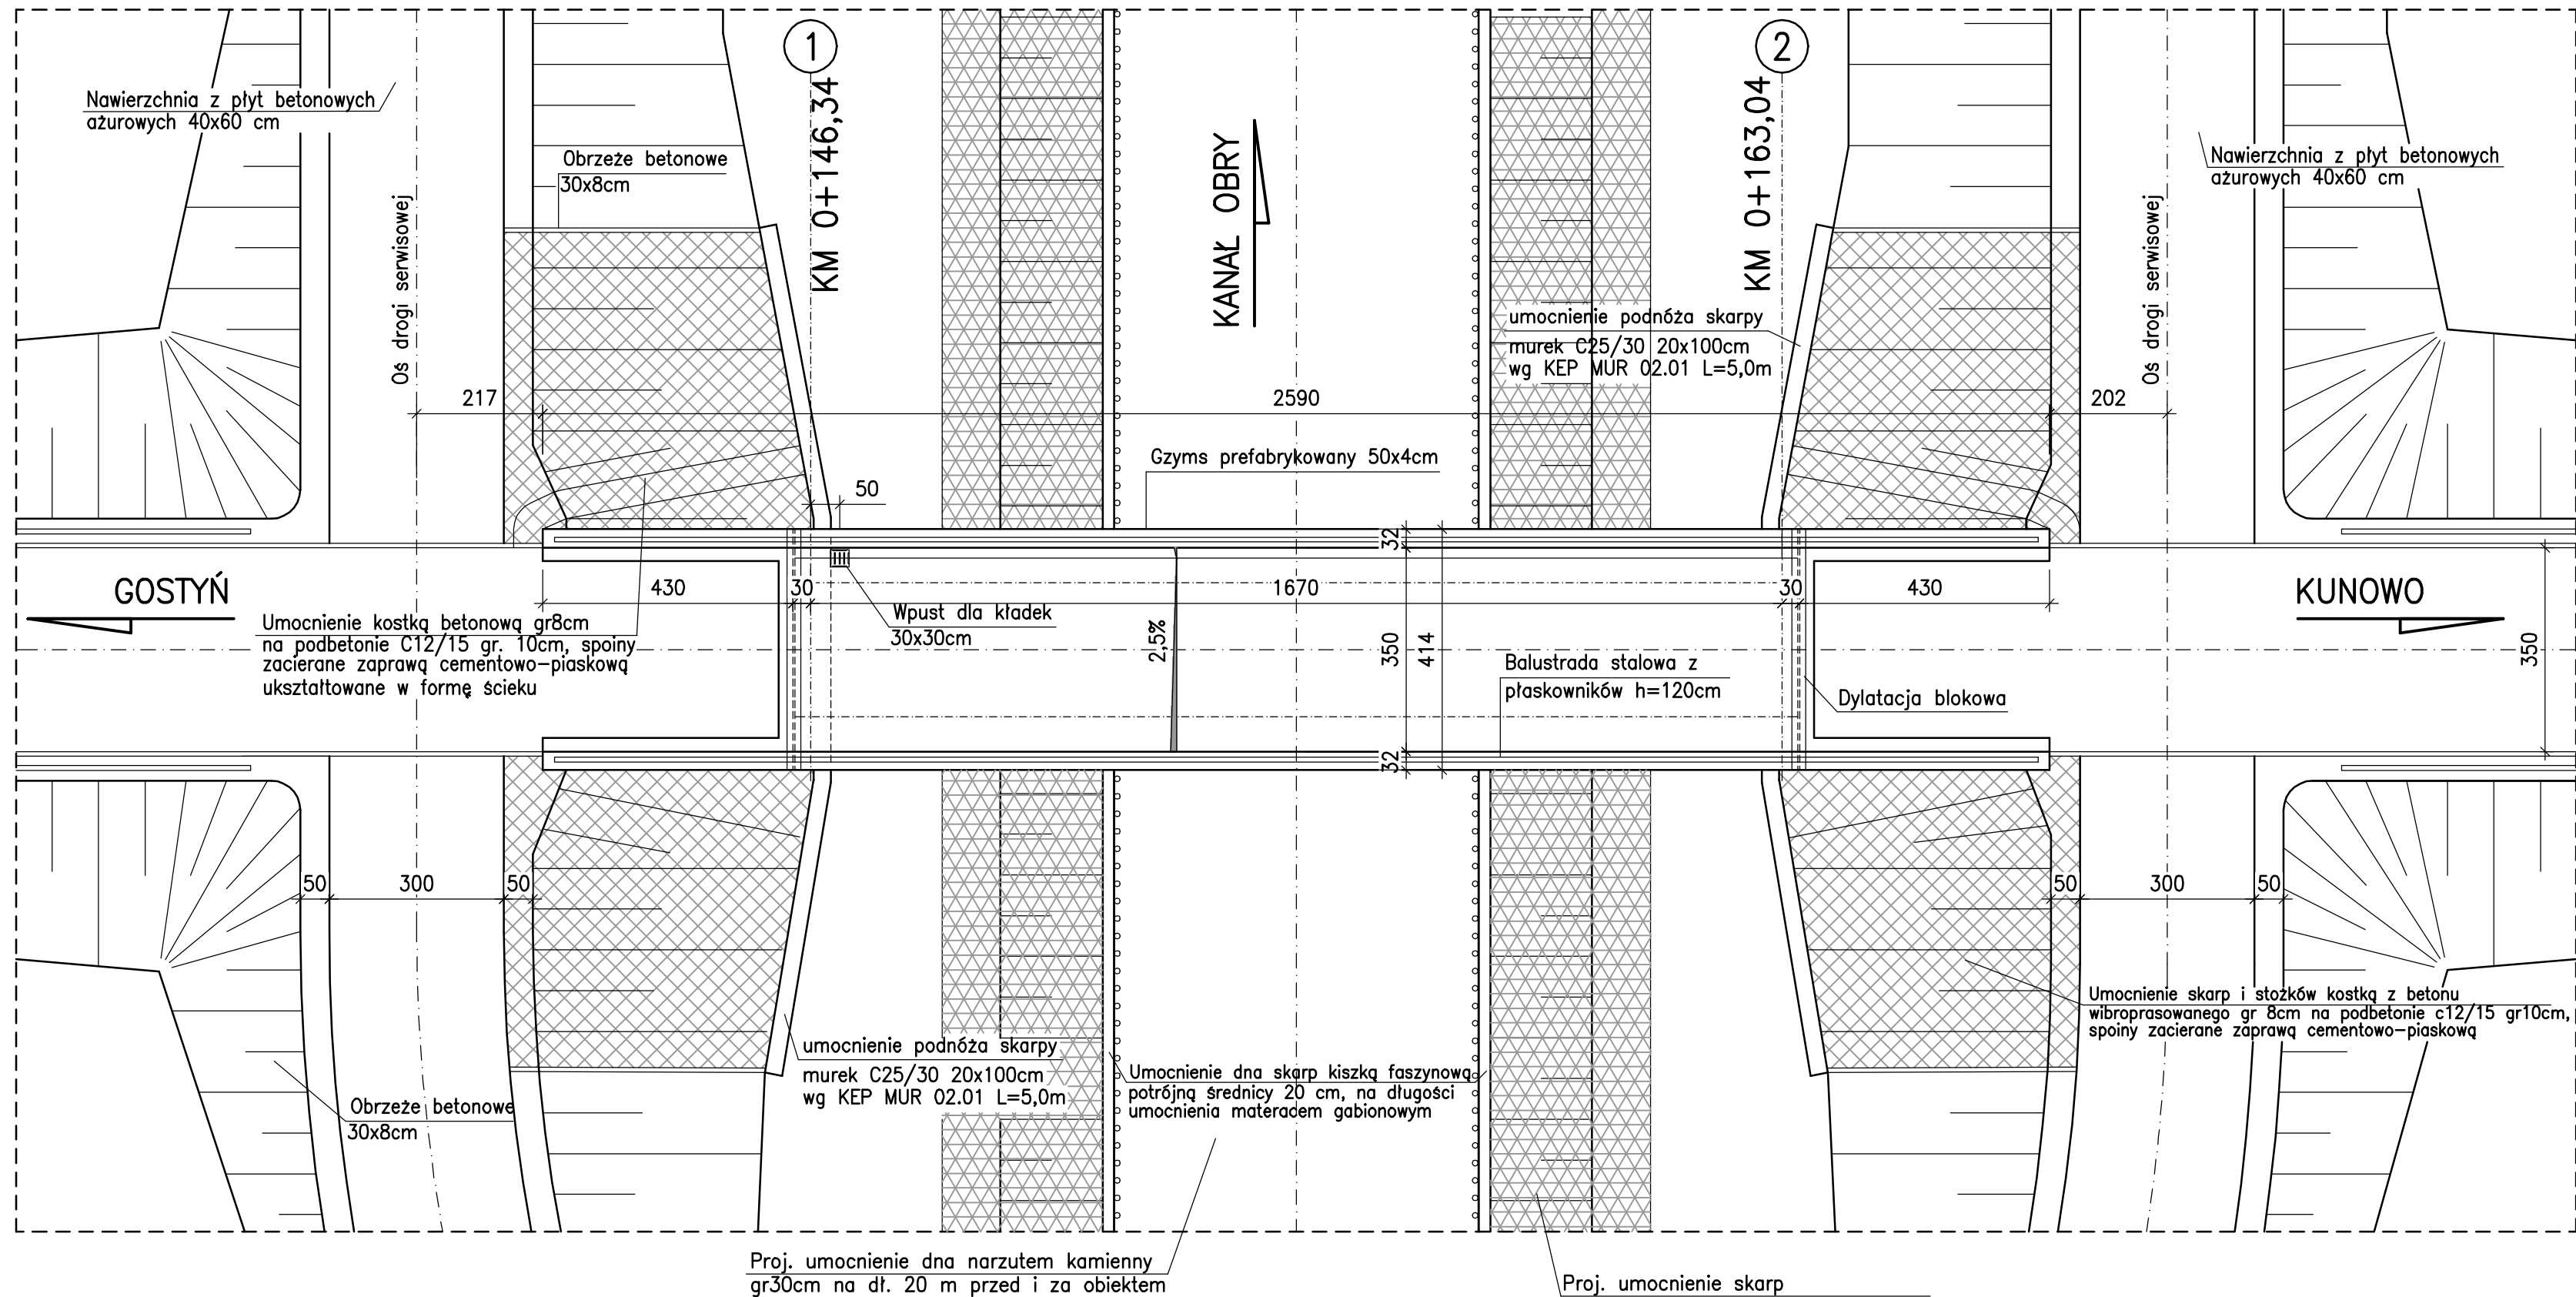 1
2
KM 0+146,34
KM 0+163,04
Nawierzchnia z płyt betonowych
ażurowych 40x60 cm
Obrzeże betonowe
30x8cm
Oś drogi serwisowej
KANAŁ OBRY
Nawierzchnia z płyt betonowych
ażurowych 40x60 cm
Oś drogi serwisowej
umocnienie podnóża skarpy
murek C25/30 20x100cm
wg KEP MUR 02.01 L=5,0m
217
2590
202
Gzyms prefabrykowany 50x4cm
50
32
GOSTYŃ
430
30
1670
30
430
KUNOWO
Umocnienie kostką betonową gr8cm
na podbetonie C12/15 gr. 10cm, spoiny
zacierane zaprawą cementowo-piaskową
ukształtowane w formę ścieku
Wpust dla kładek
30x30cm
2,5%
350
414
350
Balustrada stalowa z
płaskowników h=120cm
Dylatacja blokowa
32
50
300
50
50
300
50
Umocnienie skarp i stożków kostką z betonu
wibroprasowanego gr 8cm na podbetonie c12/15 gr10cm,
spoiny zacierane zaprawą cementowo-piaskową
umocnienie podnóża skarpy
murek C25/30 20x100cm
wg KEP MUR 02.01 L=5,0m
Umocnienie dna skarp kiszką faszynową
potrójną średnicy 20 cm, na długości
umocnienia materacem gabionowym
Obrzeże betonowe
30x8cm
Proj. umocnienie dna narzutem kamienny
gr30cm na dł. 20 m przed i za obiektem
Proj. umocnienie skarp